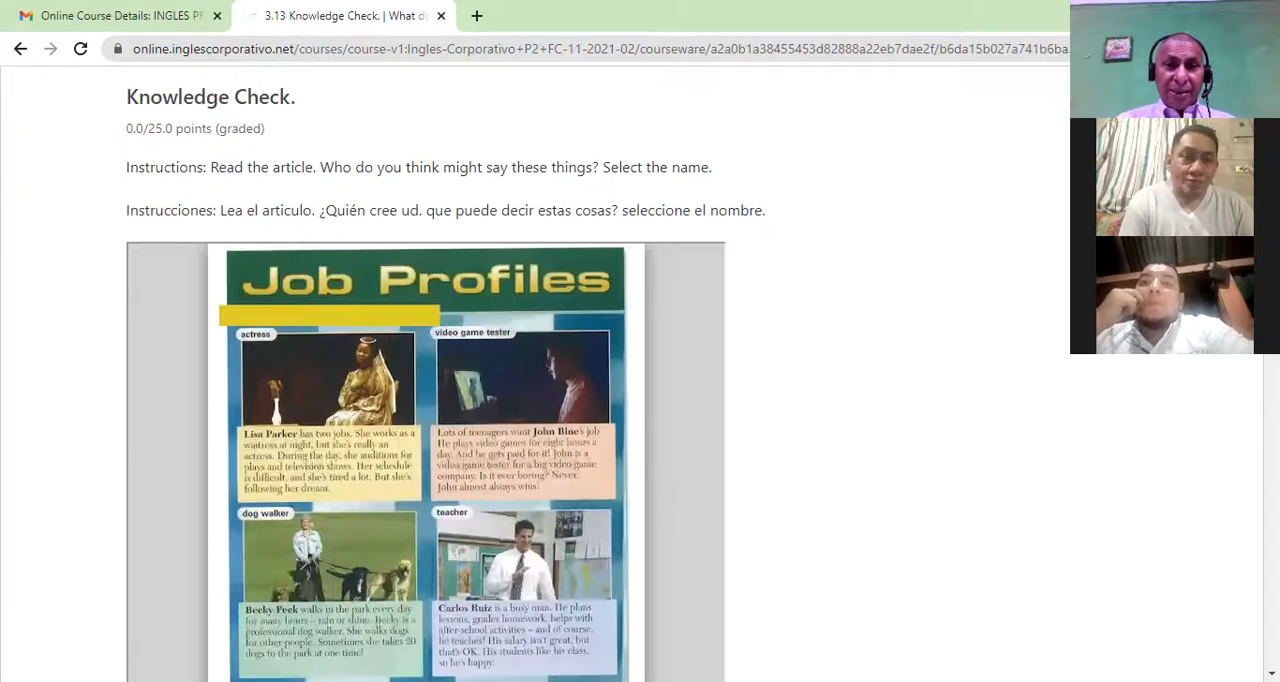 Online Course Details: INGLES PR
3.13 Knowledge Check. | What do
online.inglescorporativo.net/courses/course-v1:Ingles-Corporativo+P2+FC-11-2021-02/courseware/a2a0b1a38455453d82888a22eb7dae2f/b6da15b027a741b6ba
Knowledge Check.
0.0/25.0 points (graded)
Instructions: Read the article. Who do you think might say these things? Select the name.
Instrucciones: Lea el articulo. ¿Quién cree ud. que puede decir estas cosas? seleccione el nombre.
Job Profiles
actress
Lisa Parker has two jobs. She works as a
waitress at night, but she's really an
actress. During the day, she auditions for
plays and television shows. Her schedule
is difficult, and she's tired a lot. But she's
following her dream.
video game tester
Lots of teenagers want John Blue's job
He plays video games for eight hours a
day. And he gets paid for it! John is a
video game tester for a big video game
company. Is it ever boring? Never.
John almost always wins!
dog walker
Becky Peck walks in the park every day
for many hours – rain or shine. Becky is a
professional dog walker. She walks dogs
for other people. Sometimes she takes 20
dogs to the park at one time!
teacher
Carlos Ruiz is a busy man. He plans
lessons, grades homework, helps with
after-school activities – and of course,
he teaches! His salary isn't great, but
that's OK. His students like his class,
so he's happy.